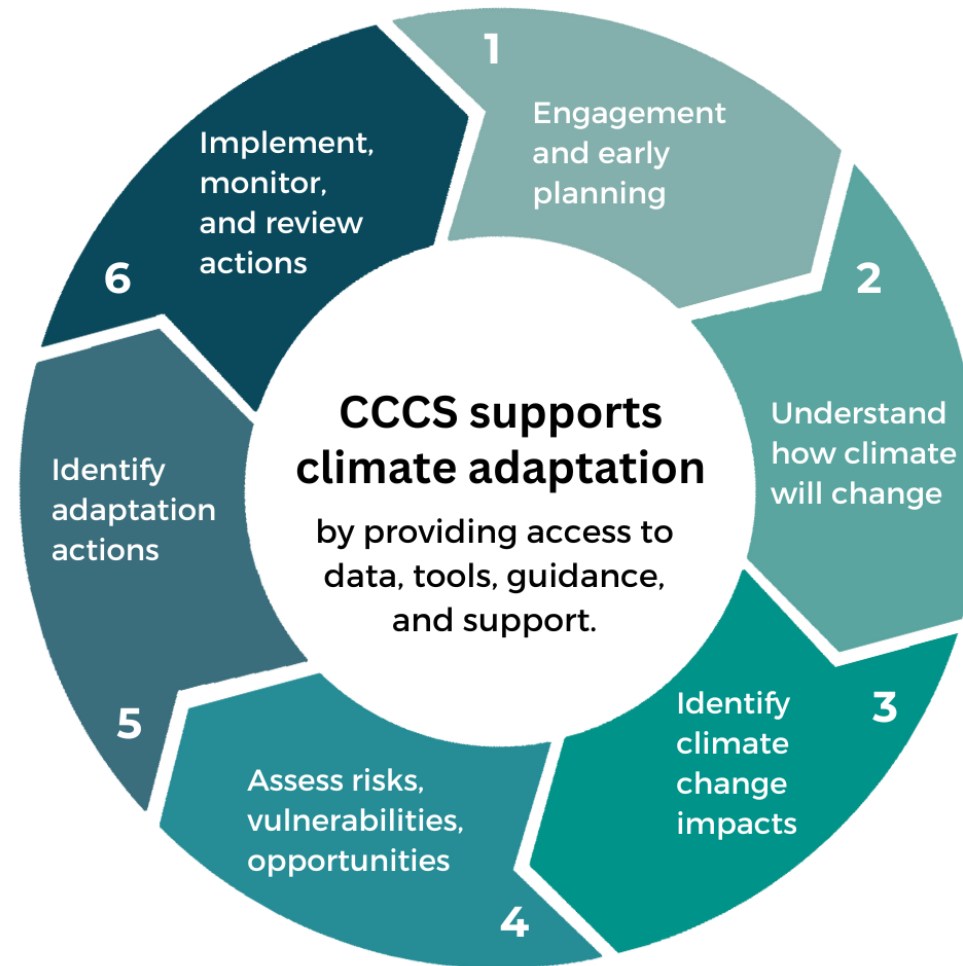 1
Engagement
and early
planning
2
Understand
how climate
will change
3
Identify
climate
change
impacts
4
Assess risks,
vulnerabilities,
opportunities
5
Identify
adaptation
actions
6
Implement,
monitor,
and review
actions
CCCS supports
climate adaptation
by providing access to
data, tools, guidance,
and support.